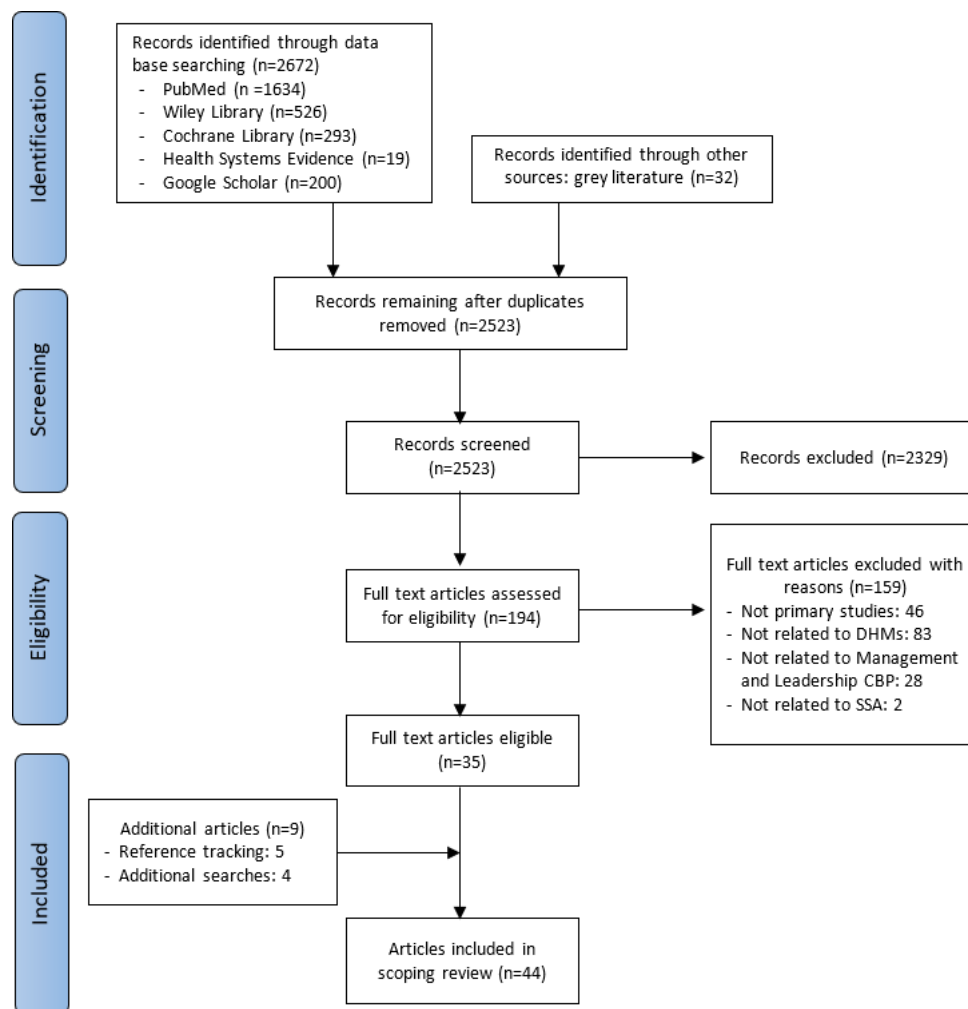 Identification
Records identified through data
base searching (n=2672)
- PubMed (n =1634)
- Wiley Library (n=526)
- Cochrane Library (n=293)
- Health Systems Evidence (n=19)
- Google Scholar (n=200)
Records identified through other
sources: grey literature (n=32)
Screening
Records remaining after duplicates
removed (n=2523)
Records screened
(n=2523)
Records excluded (n=2329)
Eligibility
Full text articles assessed
for eligibility (n=194)
Full text articles excluded with
reasons (n=159)
- Not primary studies: 46
- Not related to DHMs: 83
- Not related to Management
and Leadership CBP: 28
- Not related to SSA: 2
Full text articles eligible
(n=35)
Included
Additional articles (n=9)
- Reference tracking: 5
- Additional searches: 4
Articles included in
scoping review (n=44)